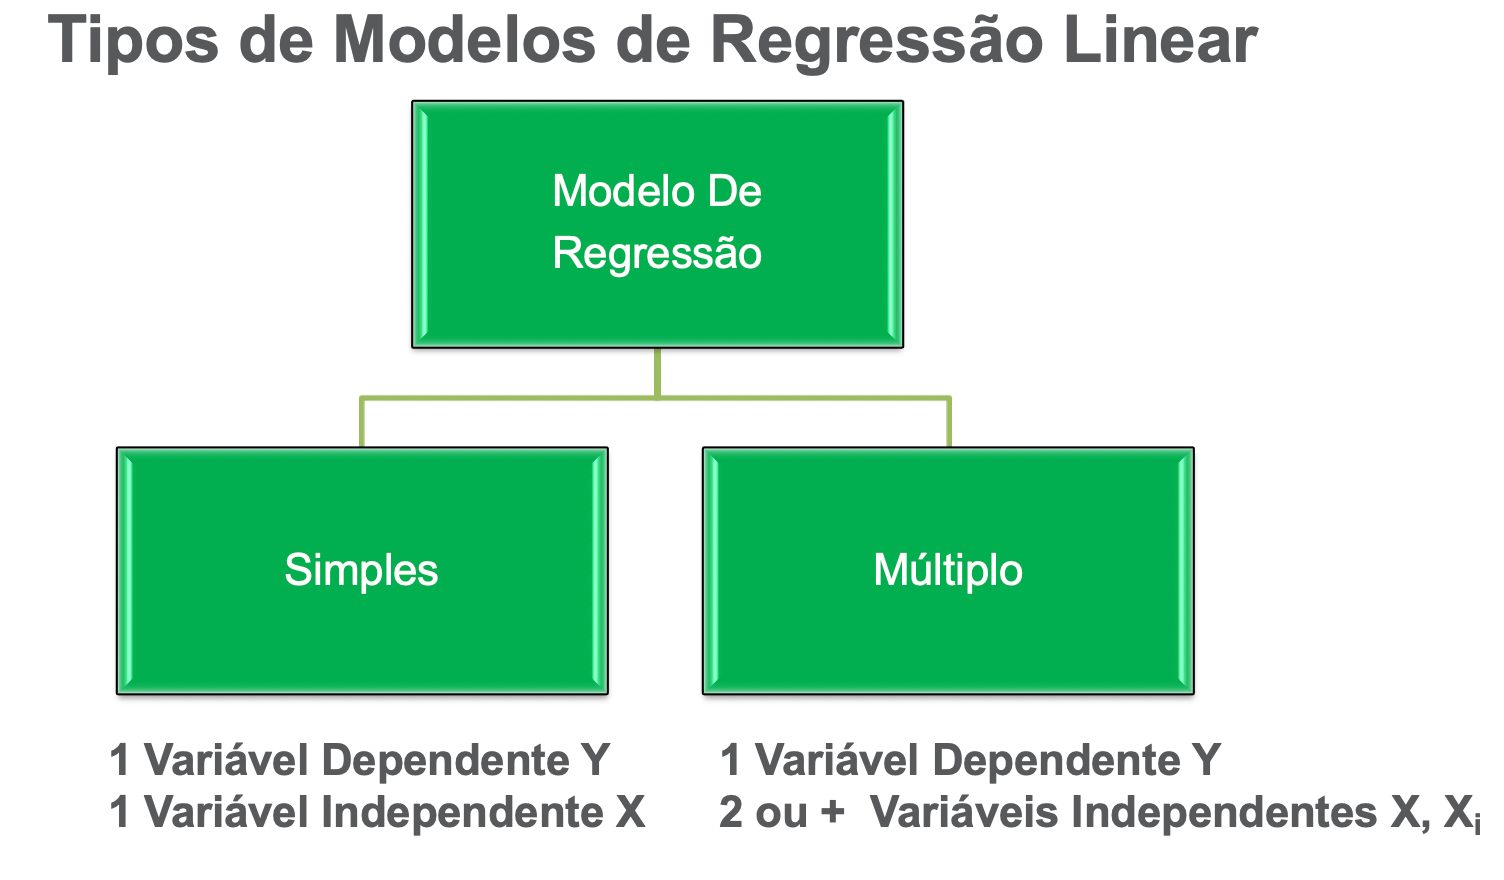 Tipos de Modelos de Regressão Linear
Modelo De
Regressão
Simples
Múltiplo
1 Variável Dependente Y
1 Variável Independente X
1 Variável Dependente Y
2 ou + Variáveis Independentes X, Xi